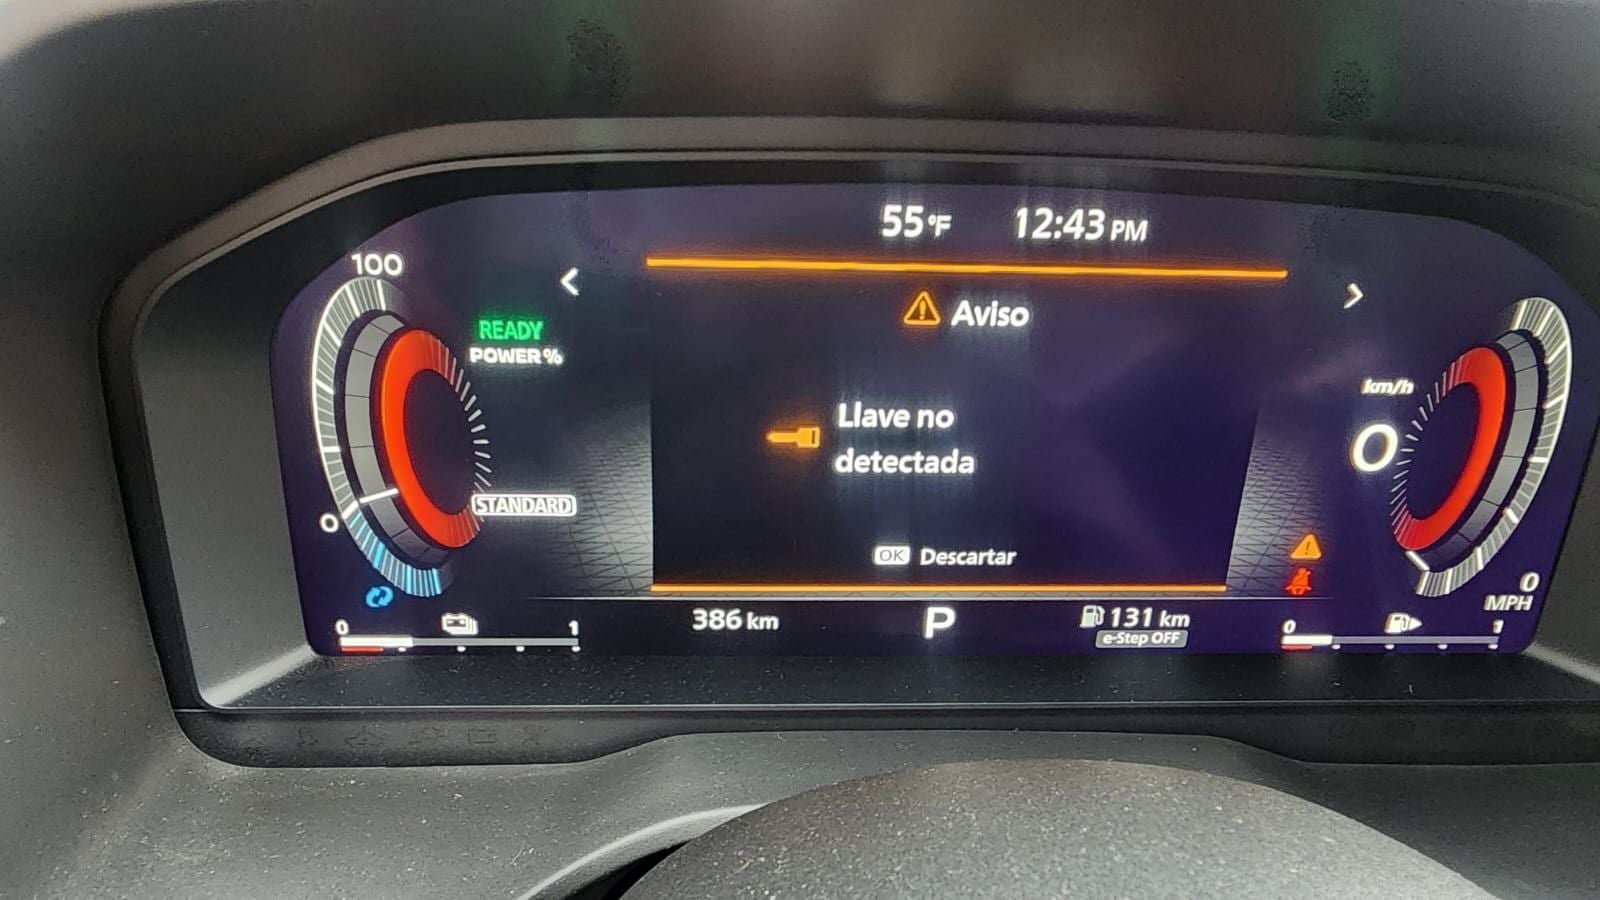 55°F 12:43 PM
100
< >
Aviso
READY
POWER %
Llave no
detectada
km/h
0
STANDARD
0
OK Descartar
0
MPH
386 km P 131 km
e-Step OFF
0 1
0 1